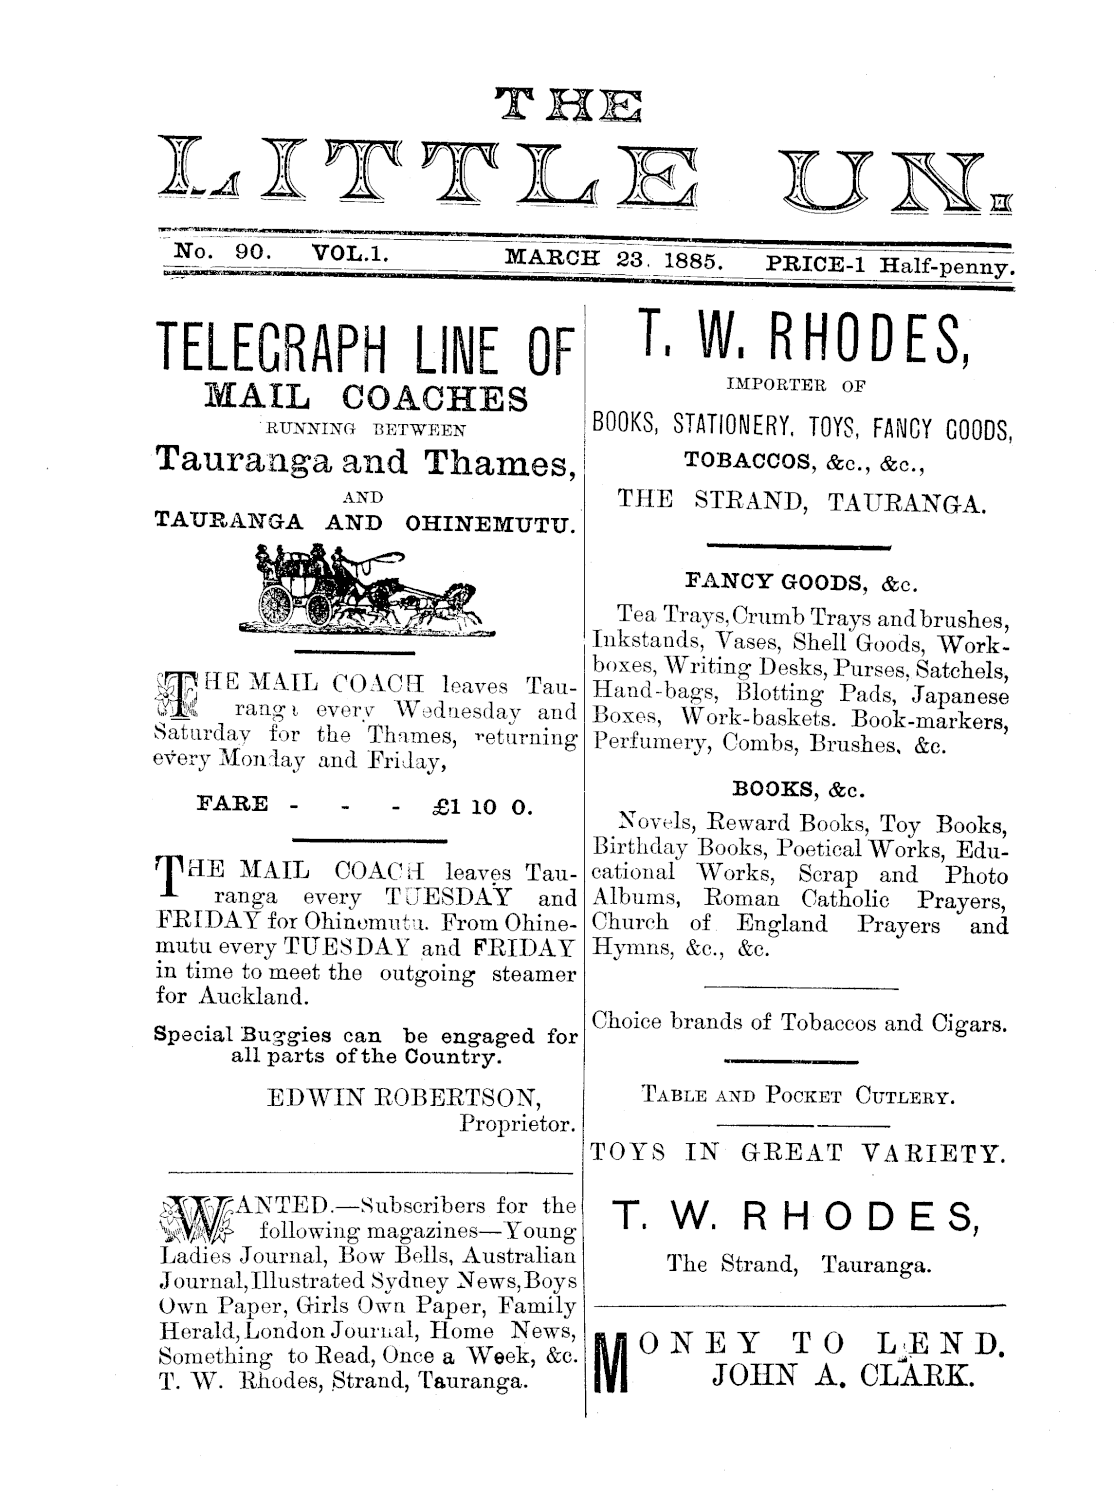 THE
LITTLE UN.
No. 90. VOL.1. MARCH 23. 1885. PRICE-1 Half-penny.
TELEGRAPH LINE OF
MAIL COACHES
RUNNING BETWEEN
Tauranga and Thames,
AND
TAURANGA AND OHINEMUTU.
THE MAIL COACH leaves Tau-
ranga every Wednesday and
Saturday for the Thames, returning
every Monday and Friday,
FARE - - - £1 10 0.
THE MAIL COACH leaves Tau-
ranga every TUESDAY and
FRIDAY for Ohinemutu. From Ohine-
mutu every TUESDAY and FRIDAY
in time to meet the outgoing steamer
for Auckland.
Special Buggies can be engaged for
all parts of the Country.
EDWIN ROBERTSON,
Proprietor.
WANTED.—Subscribers for the
following magazines—Young
Ladies Journal, Bow Bells, Australian
Journal, Illustrated Sydney News, Boys
Own Paper, Girls Own Paper, Family
Herald, London Journal, Home News,
Something to Read, Once a Week, &c.
T. W. Rhodes, Strand, Tauranga.
T. W. RHODES,
IMPORTER OF
BOOKS, STATIONERY. TOYS, FANCY GOODS,
TOBACCOS, &c., &c.,
THE STRAND, TAURANGA.
FANCY GOODS, &c.
Tea Trays, Crumb Trays and brushes,
Inkstands, Vases, Shell Goods, Work-
boxes, Writing Desks, Purses, Satchels,
Hand-bags, Blotting Pads, Japanese
Boxes, Work-baskets. Book-markers,
Perfumery, Combs, Brushes, &c.
BOOKS, &c.
Novels, Reward Books, Toy Books,
Birthday Books, Poetical Works, Edu-
cational Works, Scrap and Photo
Albums, Roman Catholic Prayers,
Church of England Prayers and
Hymns, &c., &c.
Choice brands of Tobaccos and Cigars.
TABLE AND POCKET CUTLERY.
TOYS IN GREAT VARIETY.
T. W. RHODES,
The Strand, Tauranga.
MONEY TO LEND.
JOHN A. CLARK.